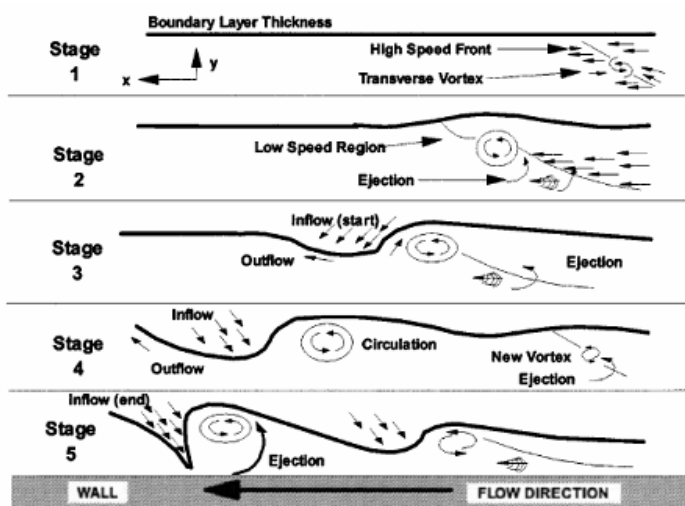 Boundary Layer Thickness
Stage
1
y
x
High Speed Front
Transverse Vortex
Stage
2
Low Speed Region
Ejection
Stage
3
Inflow (start)
Outflow
Ejection
Stage
4
Inflow
Outflow
Circulation
New Vortex
Ejection
Inflow (end)
Stage
5
Ejection
WALL
FLOW DIRECTION